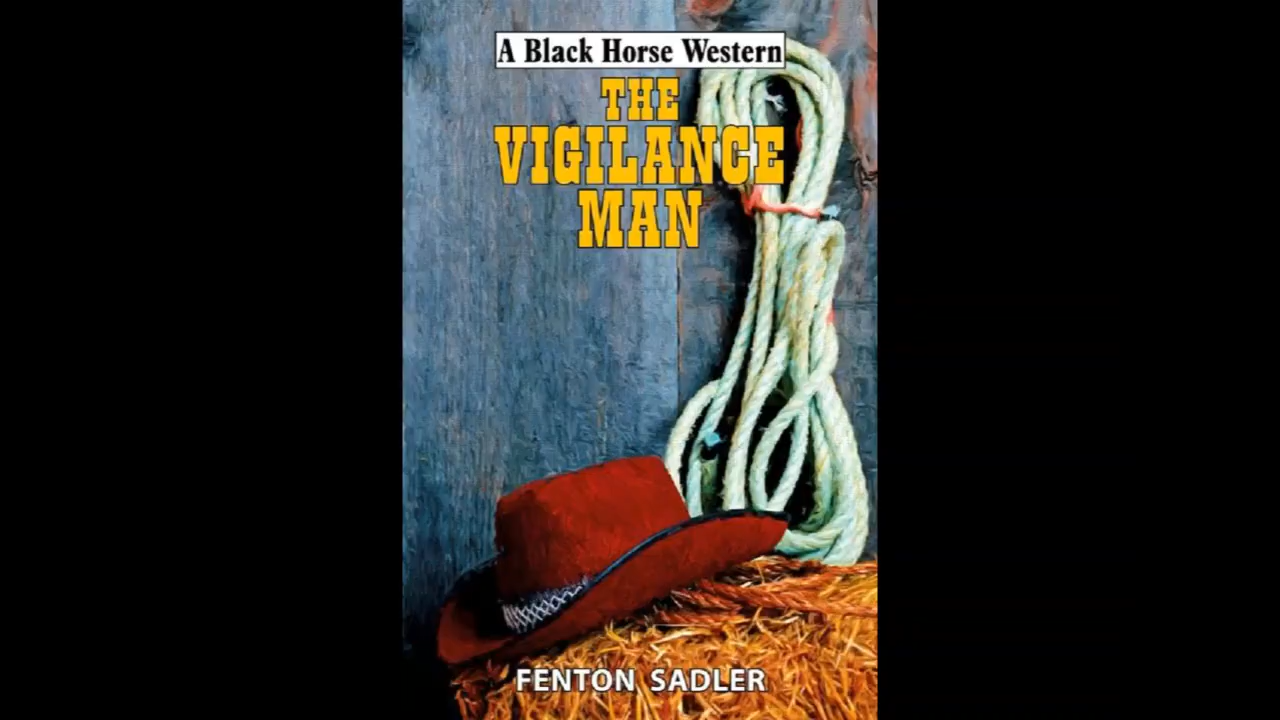 A Black Horse Western
THE
VIGILANCE
MAN
FENTON SADLER